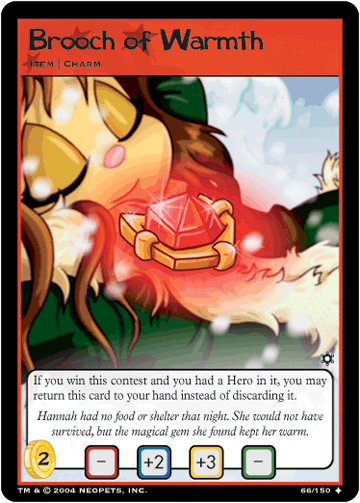 Brooch of Warmth
Item | Charm
If you win this contest and you had a Hero in it, you may
return this card to your hand instead of discarding it.
Hannah had no food or shelter that night. She would not have
survived, but the magical gem she found kept her warm.
2
–
+2
+3
–
TM & © 2004 NEOPETS, INC.
66/150